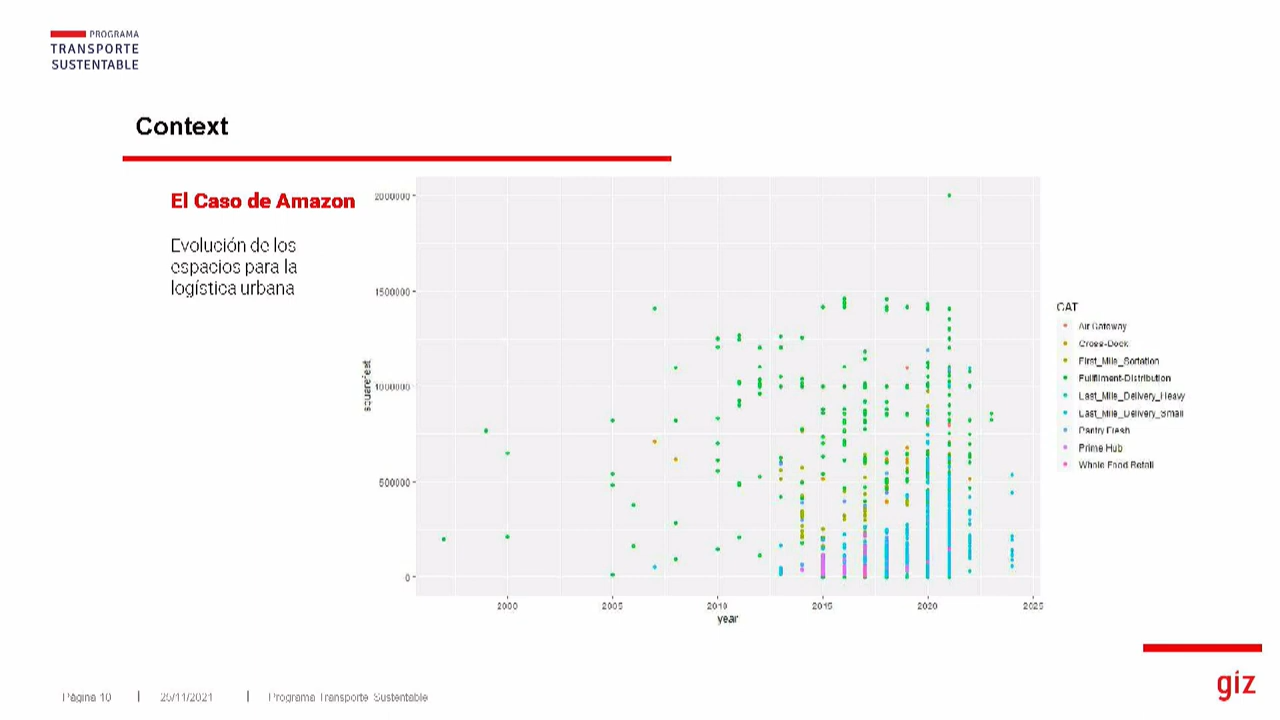 PROGRAMA
TRANSPORTE
SUSTENTABLE
Context
El Caso de Amazon
Evolución de los
espacios para la
logística urbana
2000000
1500000
1000000
500000
0
squarefeet
2000
2005
2010
2015
2020
2025
year
CAT
Air Gateway
Cross-Dock
First_Mile_Sortation
Fullfilment-Distribution
Last_Mile_Delivery_Heavy
Last_Mile_Delivery_Small
Pantry Fresh
Prime Hub
Whole Food Retail
giz
Página 10 | 25/11/2021 | Programa Transporte Sustentable